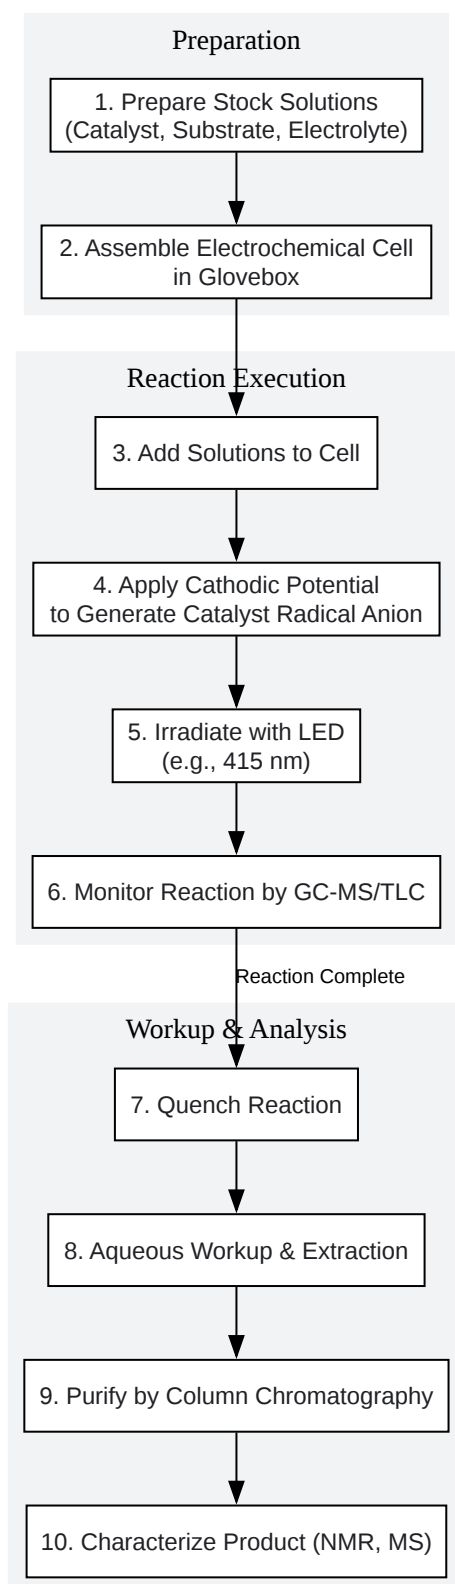 Preparation
1. Prepare Stock Solutions
(Catalyst, Substrate, Electrolyte)
2. Assemble Electrochemical Cell
in Glovebox
Reaction Execution
3. Add Solutions to Cell
4. Apply Cathodic Potential
to Generate Catalyst Radical Anion
5. Irradiate with LED
(e.g., 415 nm)
6. Monitor Reaction by GC-MS/TLC
Reaction Complete
Workup & Analysis
7. Quench Reaction
8. Aqueous Workup & Extraction
9. Purify by Column Chromatography
10. Characterize Product (NMR, MS)